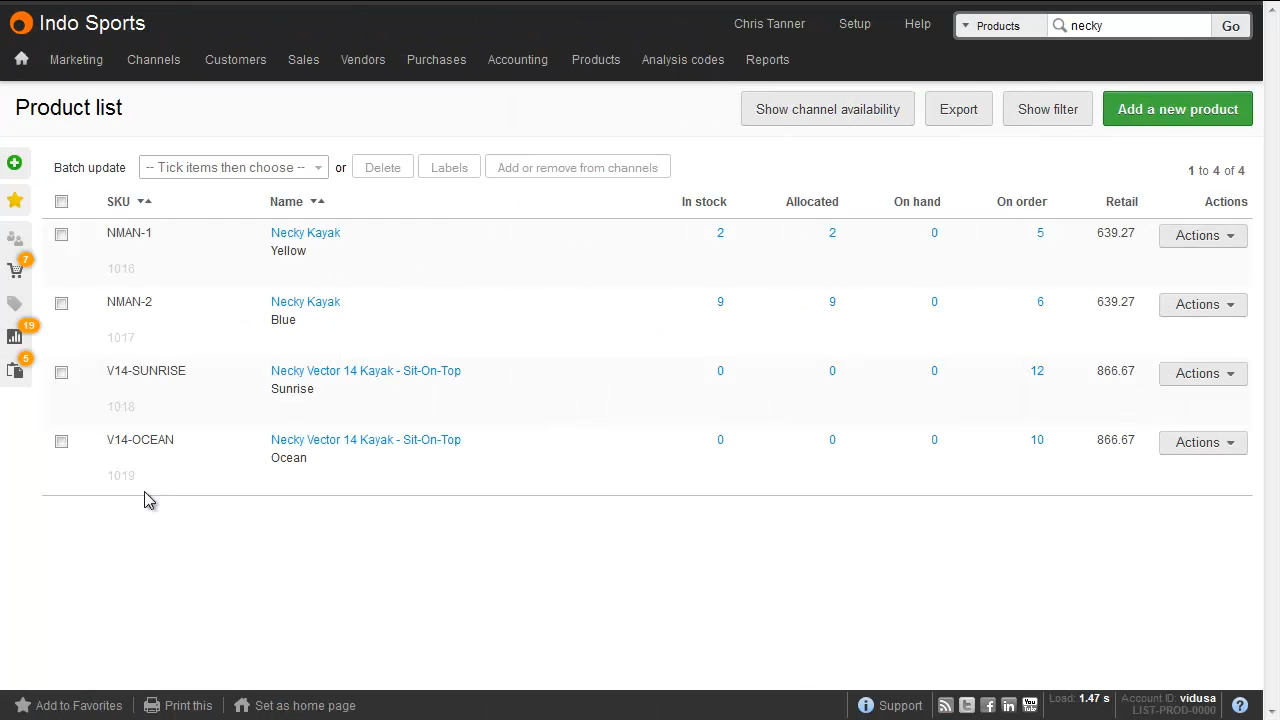 Indo Sports
Chris Tanner Setup Help Products necky Go
Marketing Channels Customers Sales Vendors Purchases Accounting Products Analysis codes Reports
Product list
Show channel availability Export Show filter Add a new product
Batch update -- Tick items then choose -- or Delete Labels Add or remove from channels
1 to 4 of 4
SKU Name In stock Allocated On hand On order Retail Actions
NMAN-1 Necky Kayak 2 2 0 5 639.27 Actions
Yellow
1016
7
NMAN-2 Necky Kayak 9 9 0 6 639.27 Actions
Blue
19
1017
5
V14-SUNRISE Necky Vector 14 Kayak - Sit-On-Top 0 0 0 12 866.67 Actions
Sunrise
1018
V14-OCEAN Necky Vector 14 Kayak - Sit-On-Top 0 0 0 10 866.67 Actions
Ocean
1019
Add to Favorites Print this Set as home page Support You Tube Load: 1.47 s Account ID: vidusa
LIST-PROD-0000